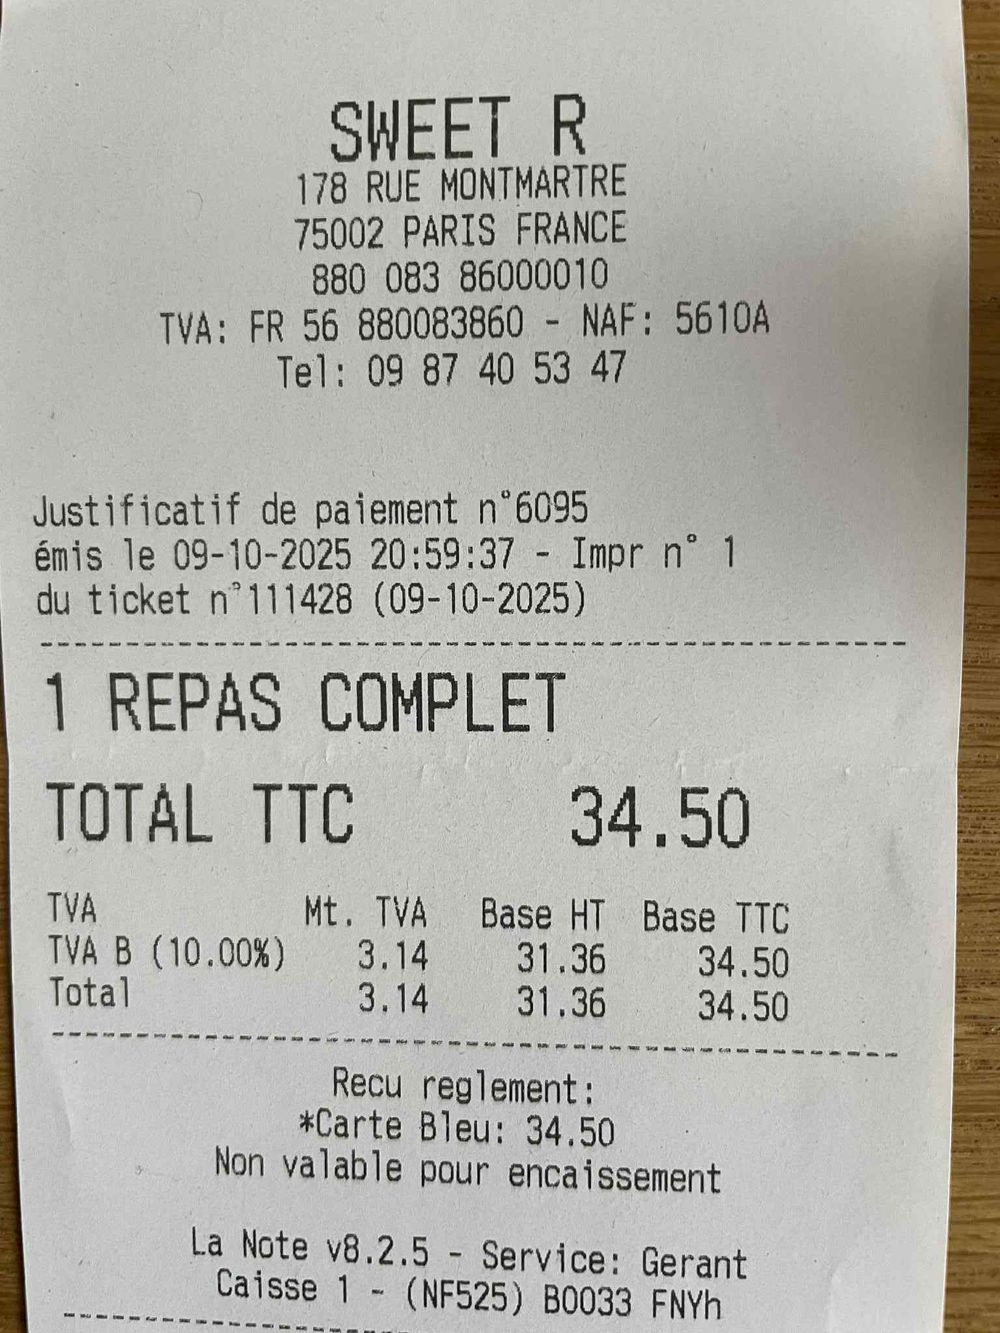 SWEET R
178 RUE MONTMARTRE
75002 PARIS FRANCE
880 083 86000010
TVA: FR 56 880083860 - NAF: 5610A
Tel: 09 87 40 53 47
Justificatif de paiement n°6095
émis le 09-10-2025 20:59:37 - Impr n° 1
du ticket n°111428 (09-10-2025)
1 REPAS COMPLET
TOTAL TTC 34.50
TVA Mt. TVA Base HT Base TTC
TVA B (10.00%) 3.14 31.36 34.50
Total 3.14 31.36 34.50
Recu reglement:
*Carte Bleu: 34.50
Non valable pour encaissement
La Note v8.2.5 - Service: Gerant
Caisse 1 - (NF525) B0033 FNYh